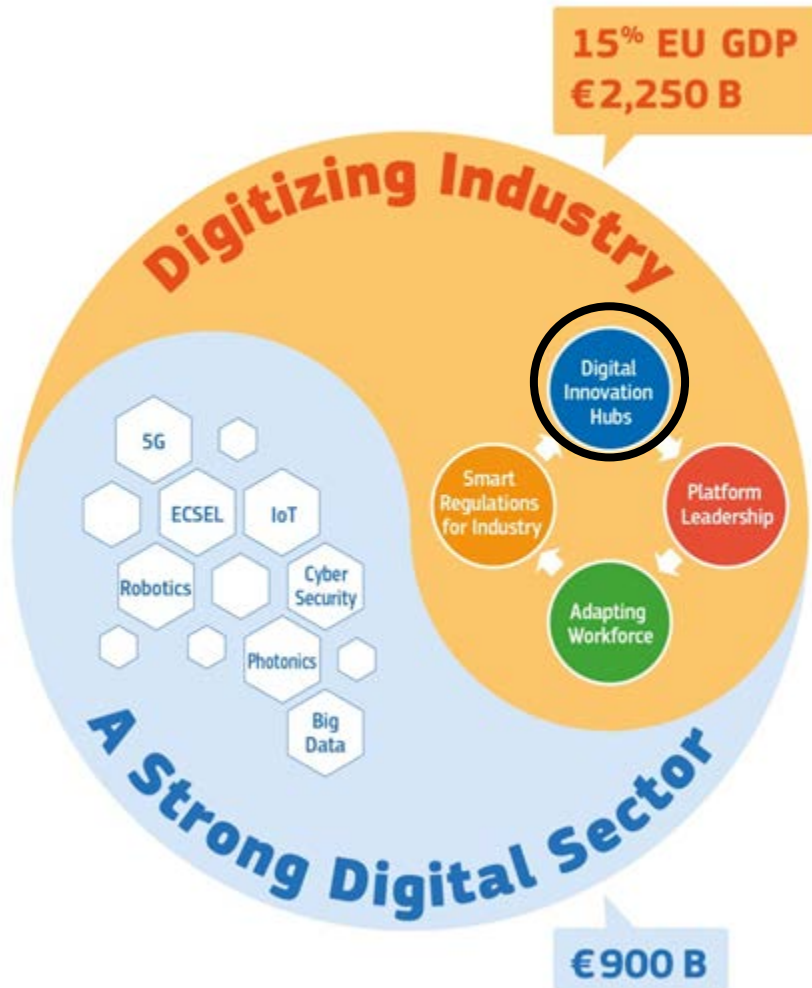 15% EU GDP
€2,250 B
Digitizing Industry
Digital
Innovation
Hubs
Smart
Regulations
for Industry
Platform
Leadership
Adapting
Workforce
5G
ECSEL
IoT
Robotics
Cyber
Security
Photonics
Big
Data
A Strong Digital Sector
€900 B